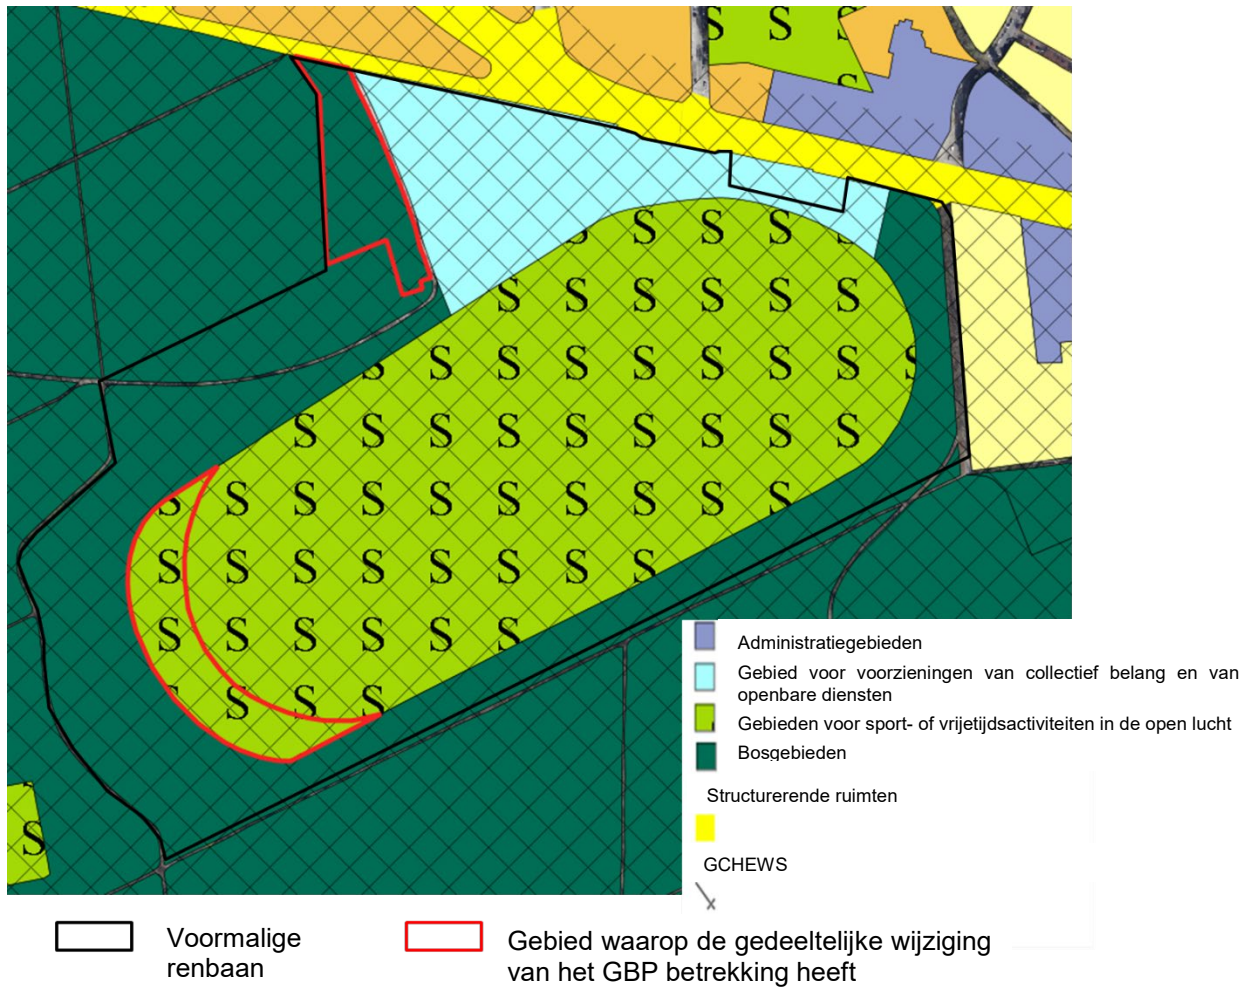 S S S
S
S S S S S
S S S S S S
S S S S S S S S S
S S S S S S S S S
S S S S S S S S S S
S S S S S S S S
S S S S S S
S S S S
S
Administratiegebieden
Gebied voor voorzieningen van collectief belang en van
openbare diensten
Gebieden voor sport- of vrijetijdsactiviteiten in de open lucht
Bosgebieden
Structurerende ruimten
GCHEWS
Voormalige
renbaan
Gebied waarop de gedeeltelijke wijziging
van het GBP betrekking heeft